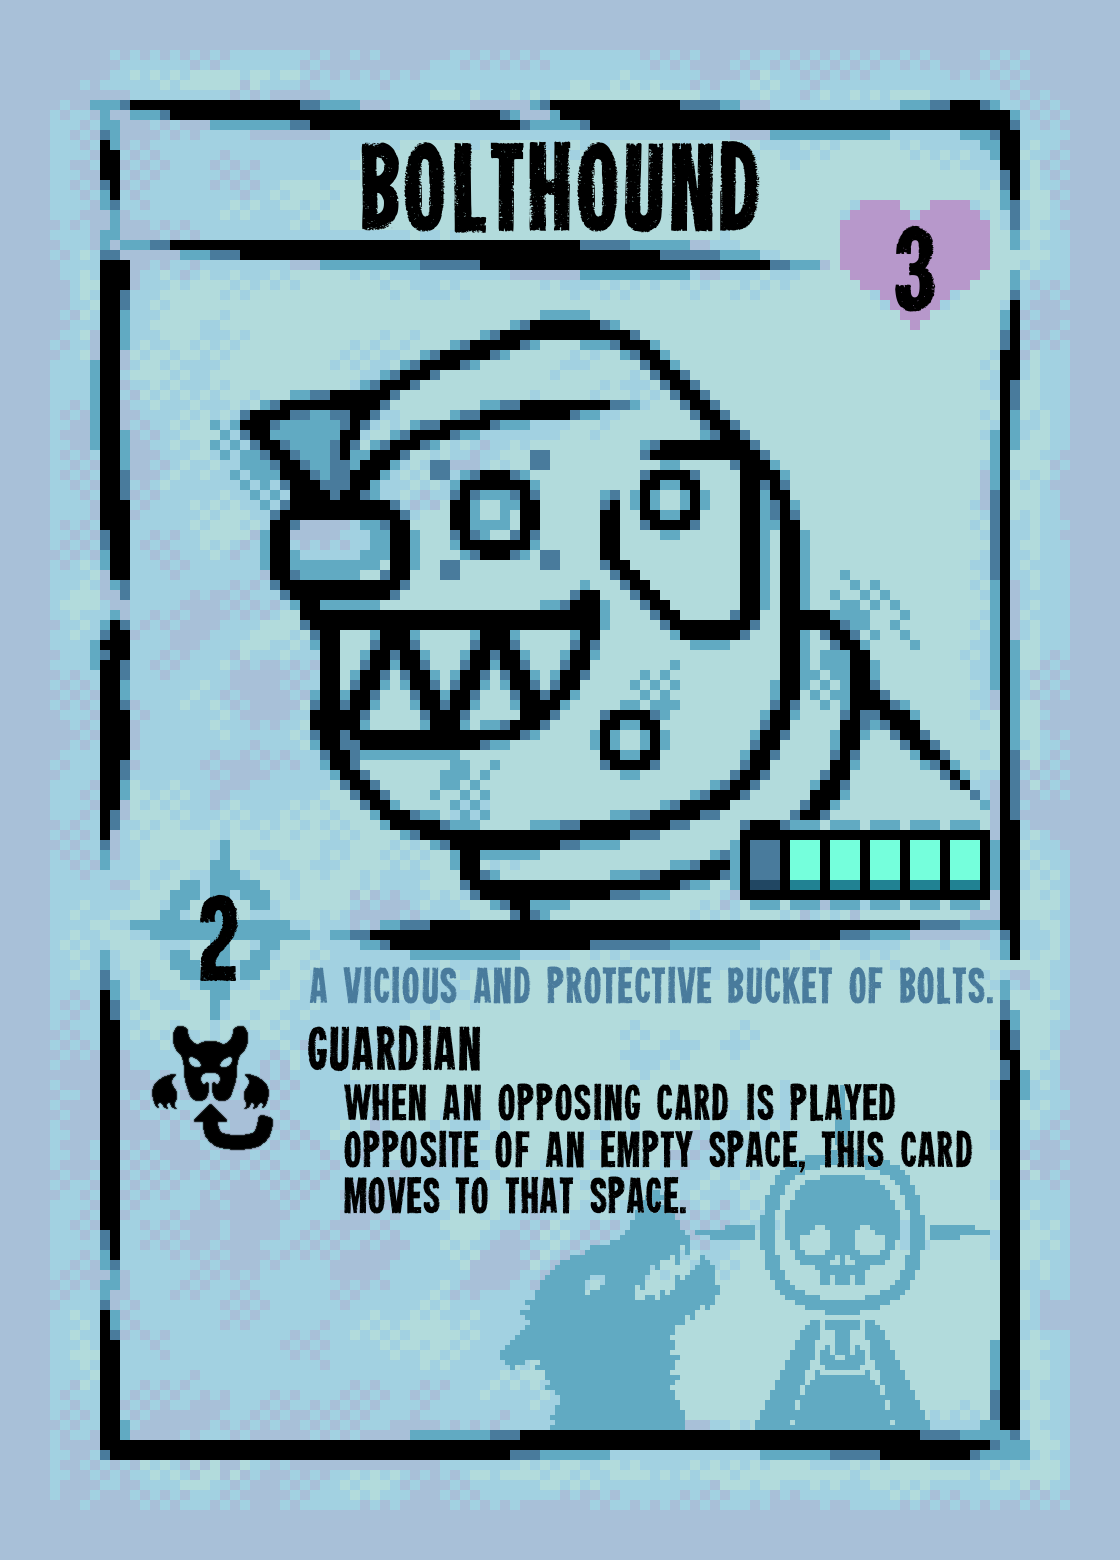 BOLTHOUND
3
2
A VICIOUS AND PROTECTIVE BUCKET OF BOLTS.
GUARDIAN
WHEN AN OPPOSING CARD IS PLAYED
OPPOSITE OF AN EMPTY SPACE, THIS CARD
MOVES TO THAT SPACE.